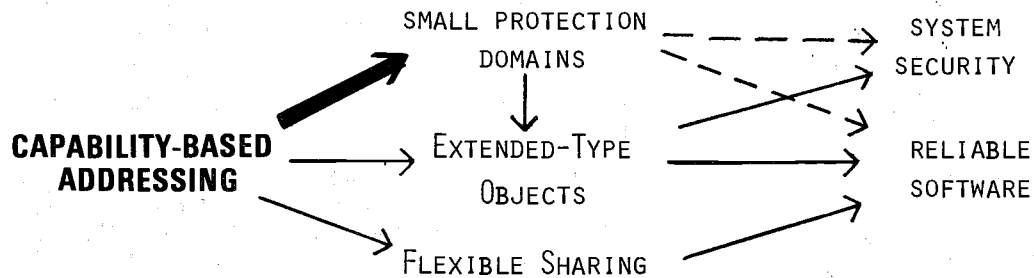 SMALL PROTECTION
DOMAINS
SYSTEM
SECURITY
CAPABILITY-BASED
ADDRESSING
EXTENDED-TYPE
OBJECTS
RELIABLE
SOFTWARE
FLEXIBLE SHARING